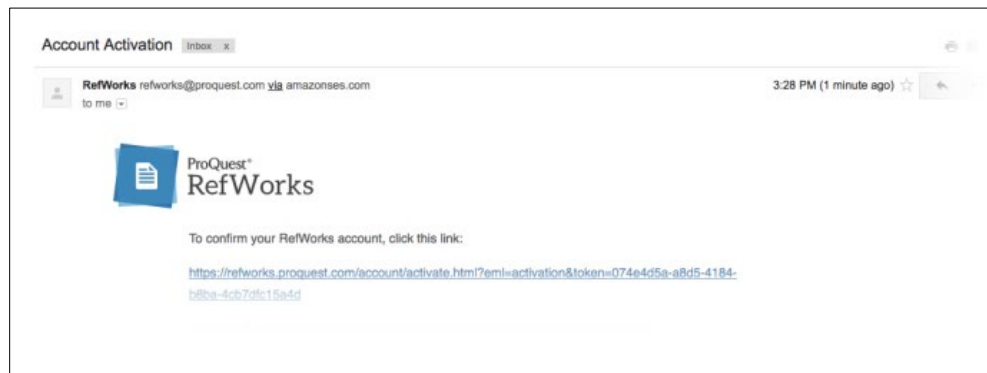 Account Activation Inbox x
RefWorks refworks@proquest.com via amazonses.com 3:28 PM (1 minute ago)
to me
ProQuest®
RefWorks
To confirm your RefWorks account, click this link:
https://refworks.proquest.com/account/activate.html?eml=activation&token=074e4d5a-a8d5-4184-
b6ba-4cb7dfc15a4d